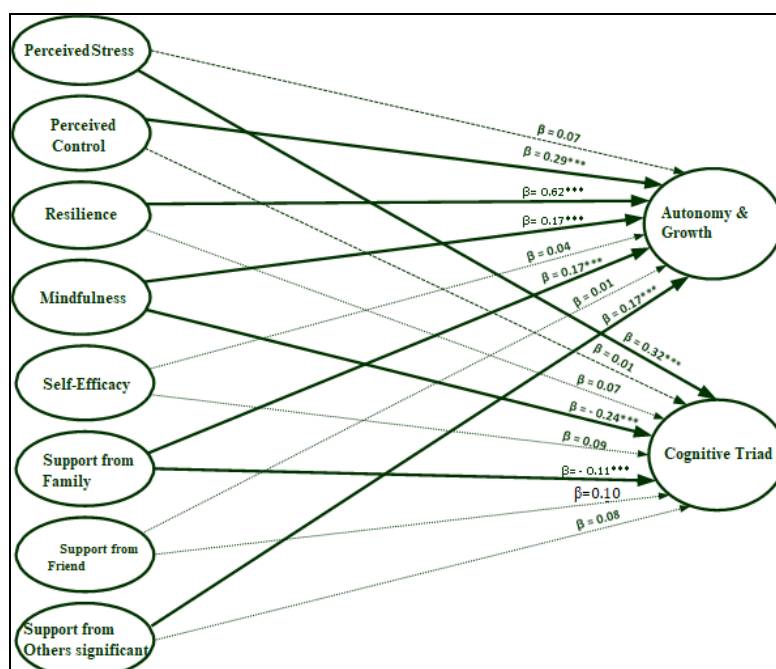 Perceived Stress
Perceived
Control
Resilience
Mindfulness
Self-Efficacy
Support from
Family
Support from
Friend
Support from
Others significant
β = 0.07
β = 0.29***
β= 0.62***
β= 0.17***
β = 0.04
β = 0.17***
β = 0.01
β = 0.17***
β = 0.32***
β = 0.01
β = 0.07
β = - 0.24***
β = 0.09
β= - 0.11***
β=0.10
β = 0.08
Autonomy &
Growth
Cognitive Triad